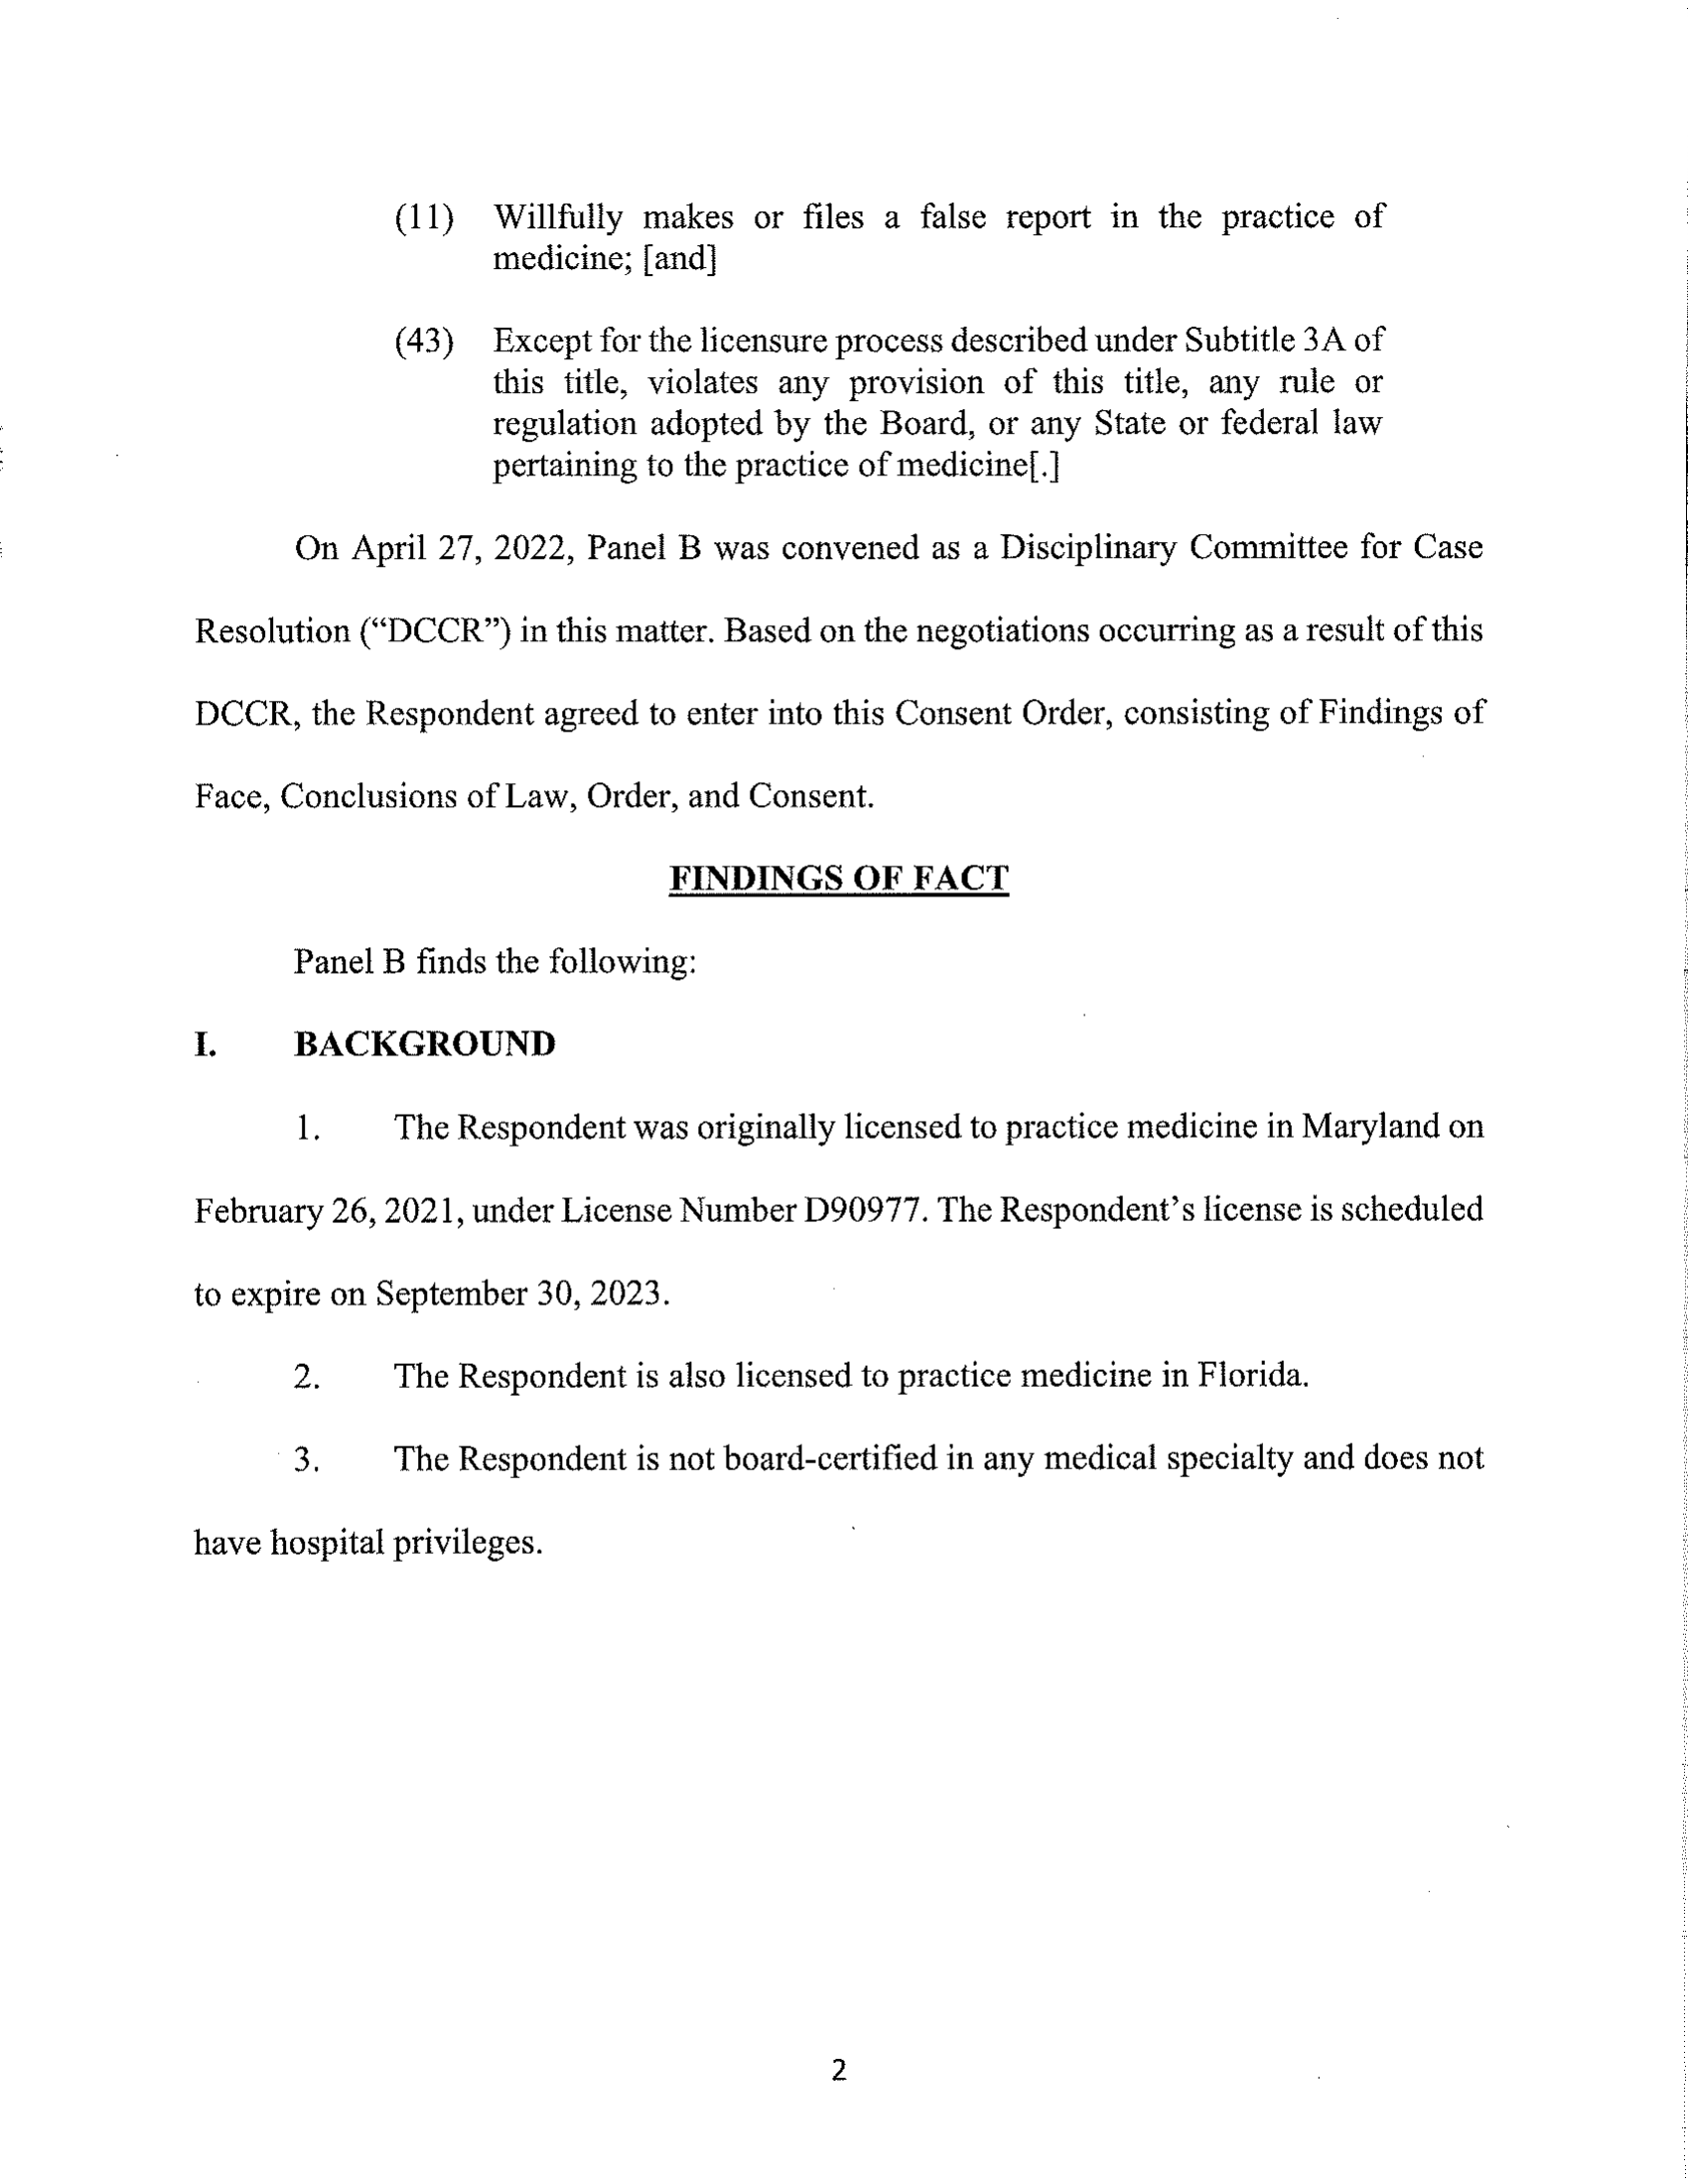 (11) Willfully makes or files a false report in the practice of
medicine; [and]
(43) Except for the licensure process described under Subtitle 3A of
this title, violates any provision of this title, any rule or
regulation adopted by the Board, or any State or federal law
pertaining to the practice of medicine[.]
On April 27, 2022, Panel B was convened as a Disciplinary Committee for Case
Resolution (“DCCR”) in this matter. Based on the negotiations occurring as a result of this
DCCR, the Respondent agreed to enter into this Consent Order, consisting of Findings of
Face, Conclusions of Law, Order, and Consent.
FINDINGS OF FACT
Panel B finds the following:
I. BACKGROUND
1. The Respondent was originally licensed to practice medicine in Maryland on
February 26, 2021, under License Number D90977. The Respondent’s license is scheduled
to expire on September 30, 2023.
2. The Respondent is also licensed to practice medicine in Florida.
3. The Respondent is not board-certified in any medical specialty and does not
have hospital privileges.
2